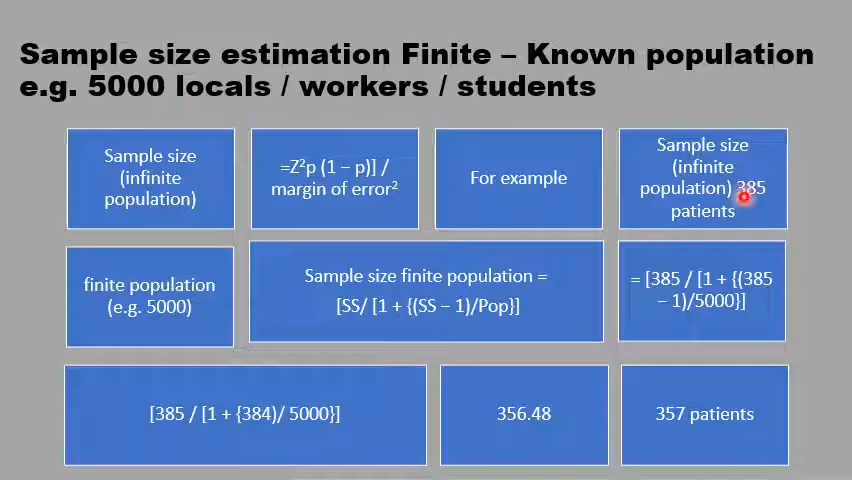 Sample size estimation Finite – Known population
e.g. 5000 locals / workers / students
Sample size
(infinite
population)
=Z²p (1 – p)] /
margin of error²
For example
Sample size
(infinite
population) 385
patients
finite population
(e.g. 5000)
Sample size finite population =
[SS/ [1 + {(SS – 1)/Pop}]
= [385 / [1 + {(385
– 1)/5000}]
[385 / [1 + {384)/ 5000}]
356.48
357 patients